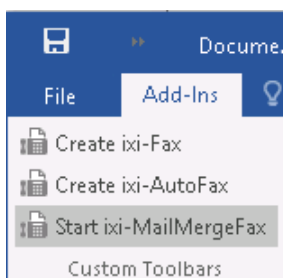 Docume.
File Add-Ins
Create ixi-Fax
Create ixi-AutoFax
Start ixi-MailMergeFax
Custom Toolbars